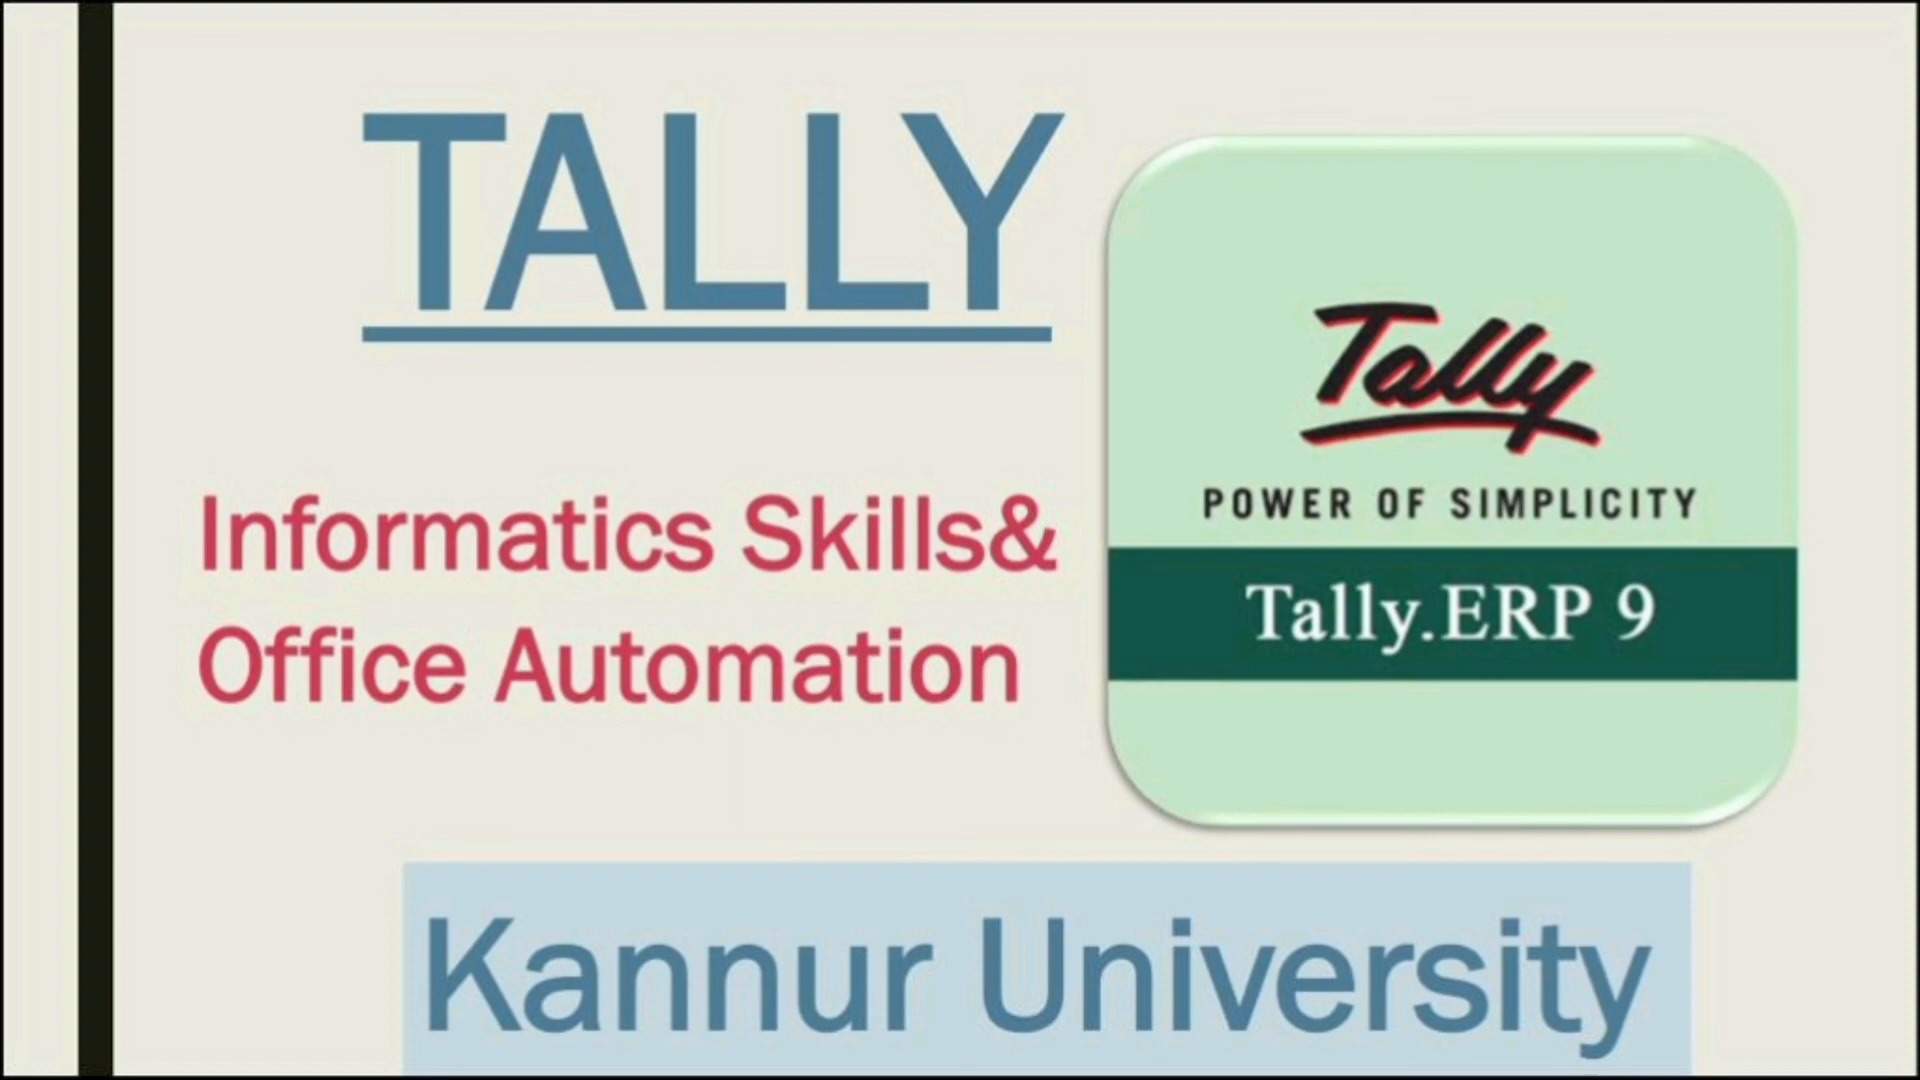 TALLY
Informatics Skills&
Office Automation
Tally
POWER OF SIMPLICITY
Tally.ERP 9
Kannur University